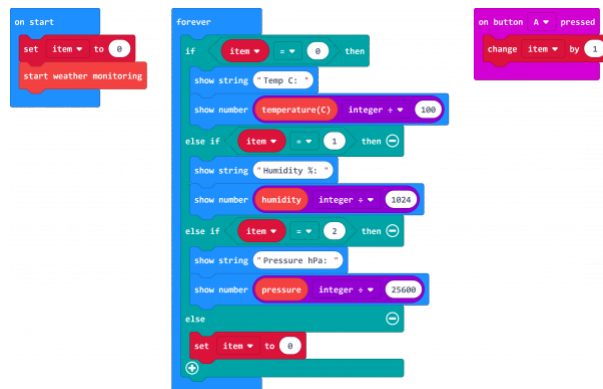 on start
set item to 0
start weather monitoring
forever
if item = 0 then
show string "Temp C: "
show number temperature(C) integer ÷ 100
else if item = 1 then
show string "Humidity %: "
show number humidity integer ÷ 1024
else if item = 2 then
show string "Pressure hPa: "
show number pressure integer ÷ 25600
else
set item to 0
on button A pressed
change item by 1